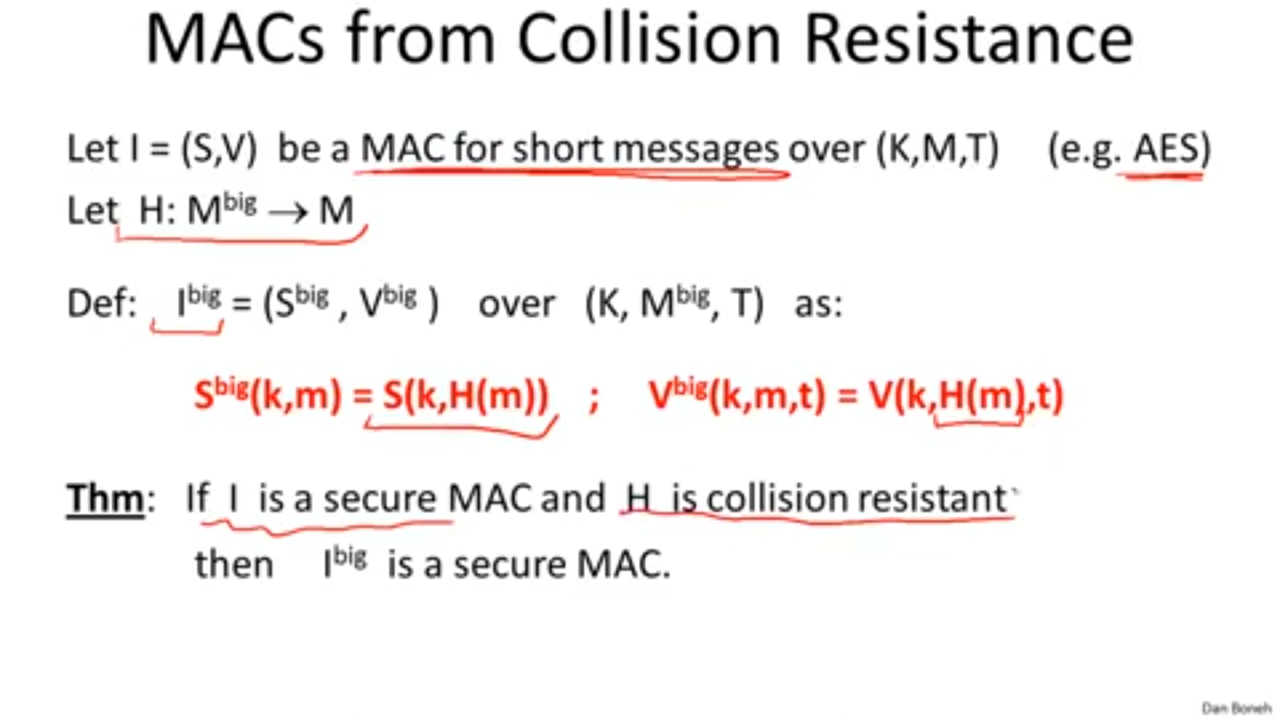 MACs from Collision Resistance
Let I = (S,V) be a MAC for short messages over (K,M,T) (e.g. AES)
Let H: M^big → M
Def: I^big = (S^big , V^big ) over (K, M^big, T) as:
S^big(k,m) = S(k,H(m)) ; V^big(k,m,t) = V(k,H(m),t)
Thm: If I is a secure MAC and H is collision resistant
then I^big is a secure MAC.
Dan Boneh